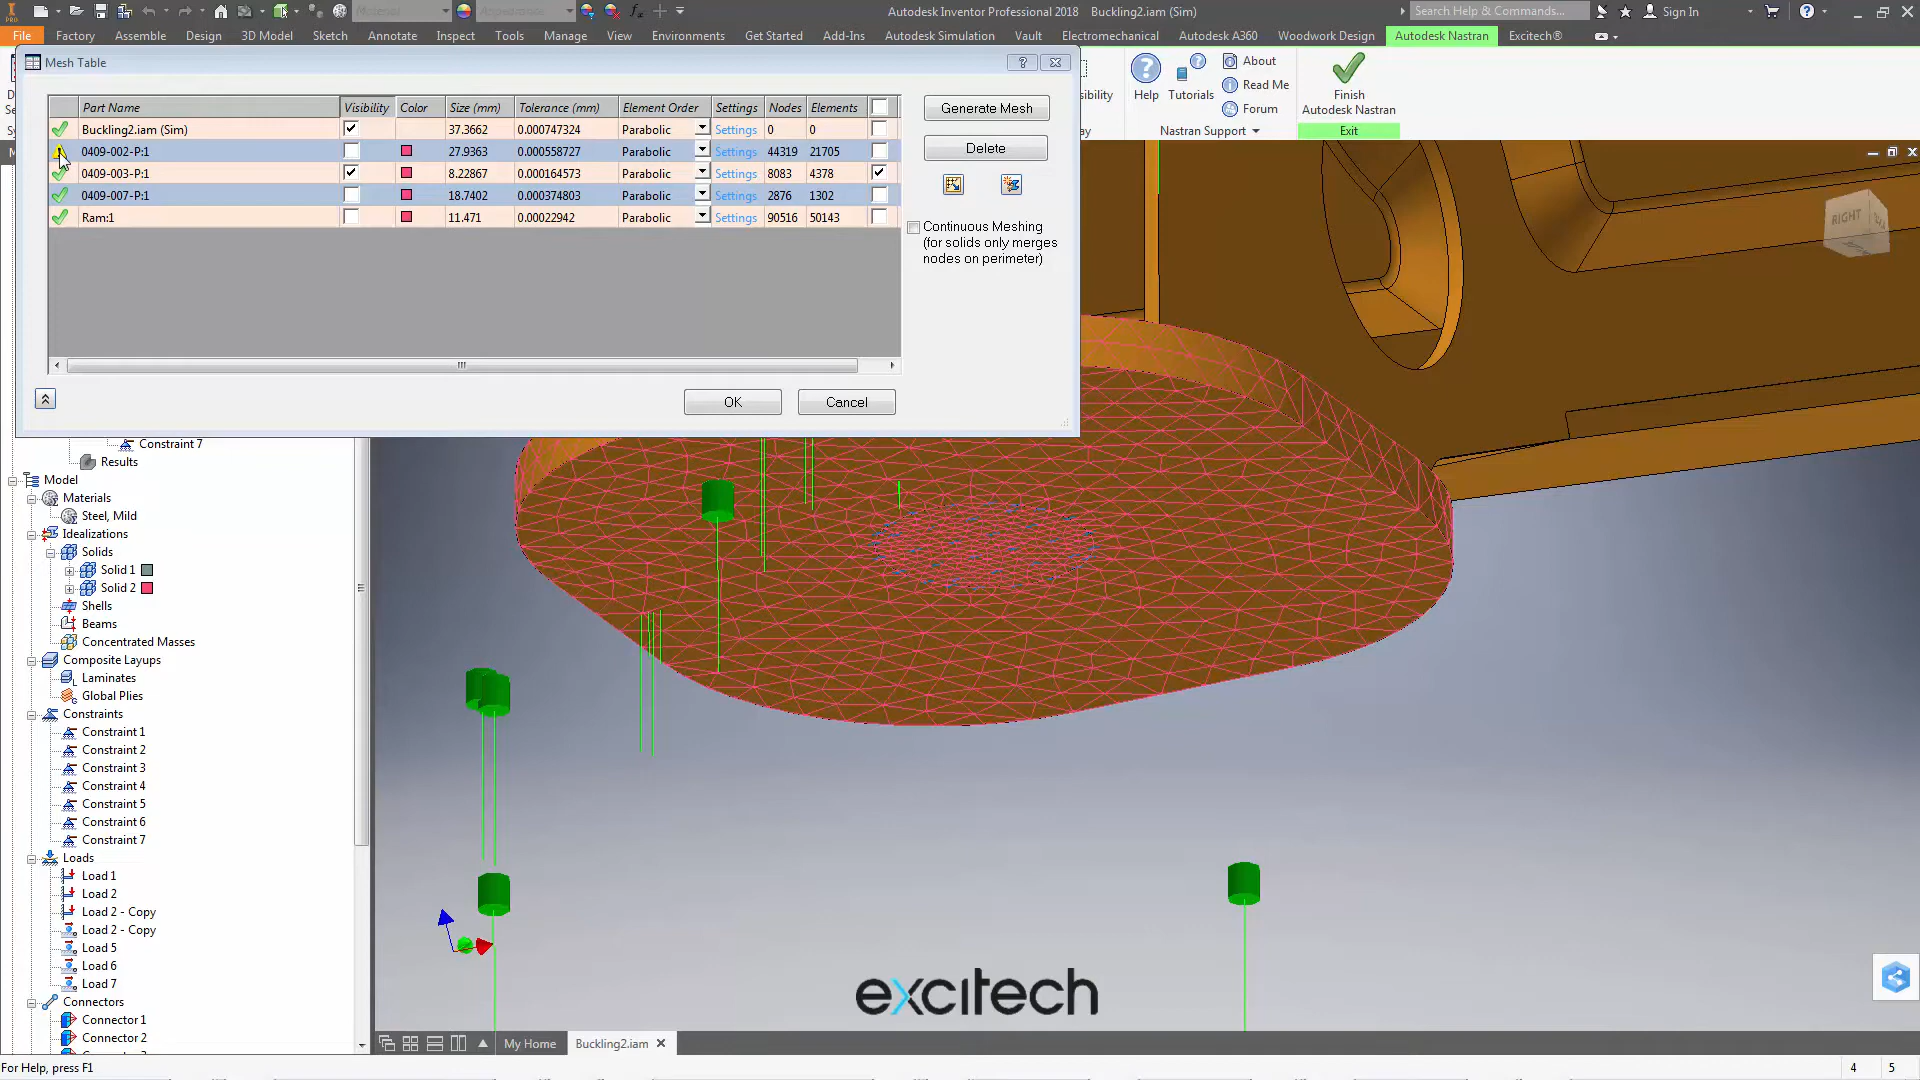 Material
Appearance
Autodesk Inventor Professional 2018 Buckling2.iam (Sim)
Search Help & Commands...
Sign In
PRO
File Factory Assemble Design 3D Model Sketch Annotate Inspect Tools Manage View Environments Get Started Add-Ins Autodesk Simulation Vault Electromechanical Autodesk A360 Woodwork Design Autodesk Nastran Excitech®
Mesh Table
Part Name Visibility Color Size (mm) Tolerance (mm) Element Order Settings Nodes Elements
Buckling2.iam (Sim) 37.3662 0.000747324 Parabolic Settings 0 0
0409-002-P:1 27.9363 0.000558727 Parabolic Settings 44319 21705
0409-003-P:1 8.22867 0.000164573 Parabolic Settings 8083 4378
0409-007-P:1 18.7402 0.000374803 Parabolic Settings 2876 1302
Ram:1 11.471 0.00022942 Parabolic Settings 90516 50143
Generate Mesh
Delete
Continuous Meshing
(for solids only merges
nodes on perimeter)
OK Cancel
Help Tutorials
About
Read Me
Forum
Nastran Support
Finish
Autodesk Nastran
Exit
RIGHT
Constraint 7
Results
Model
Materials
Steel, Mild
Idealizations
Solids
Solid 1
Solid 2
Shells
Beams
Concentrated Masses
Composite Layups
Laminates
Global Plies
Constraints
Constraint 1
Constraint 2
Constraint 3
Constraint 4
Constraint 5
Constraint 6
Constraint 7
Loads
Load 1
Load 2
Load 2 - Copy
Load 2 - Copy
Load 5
Load 6
Load 7
Connectors
Connector 1
Connector 2
excitech
My Home Buckling2.iam
For Help, press F1
4 5